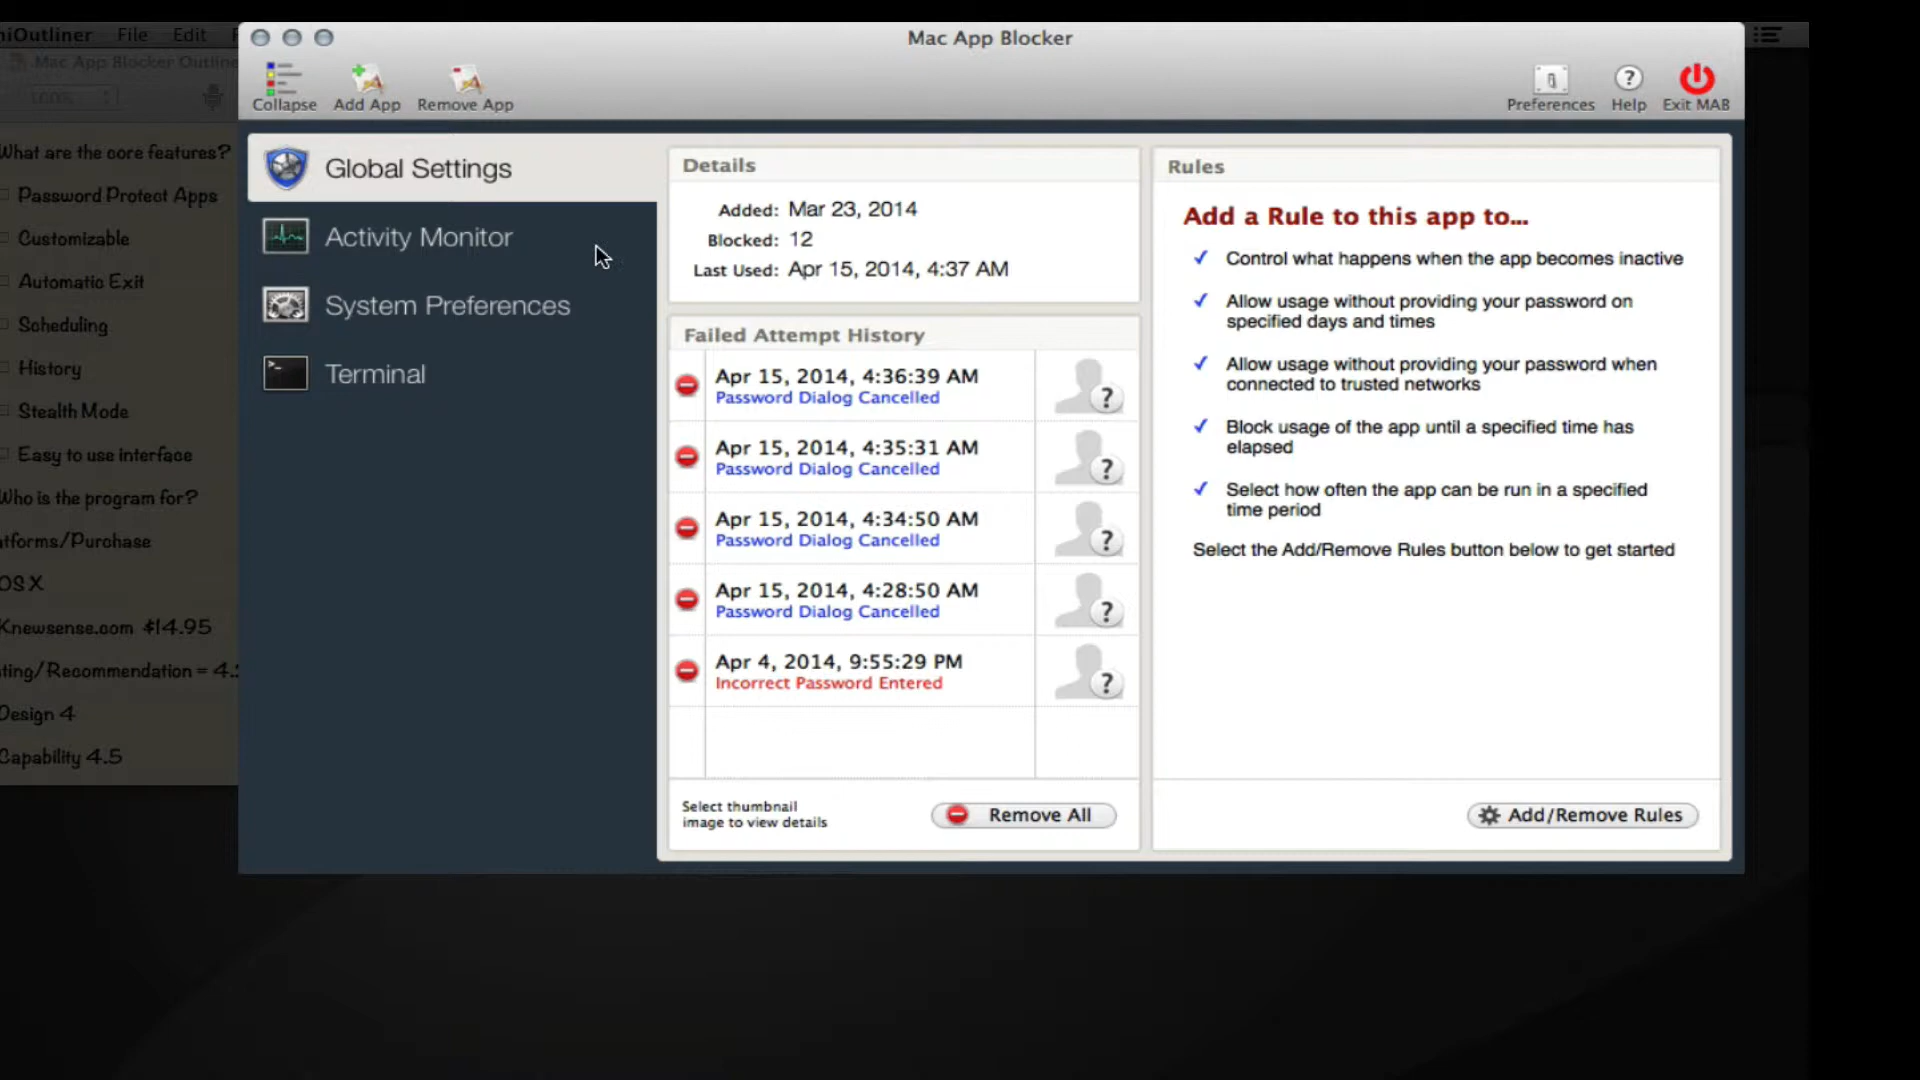 niOutliner File Edit
Mac App Blocker Outline
100%
What are the core features?
Password Protect Apps
Customizable
Automatic Exit
Scheduling
History
Stealth Mode
Easy to use interface
Who is the program for?
atforms/Purchase
OS X
Knewsense.com $14.95
ting/Recommendation = 4.
Design 4
Capability 4.5
Mac App Blocker
Collapse Add App Remove App
Preferences Help Exit MAB
Global Settings
Activity Monitor
System Preferences
Terminal
Details
Added: Mar 23, 2014
Blocked: 12
Last Used: Apr 15, 2014, 4:37 AM
Failed Attempt History
Apr 15, 2014, 4:36:39 AM
Password Dialog Cancelled
Apr 15, 2014, 4:35:31 AM
Password Dialog Cancelled
Apr 15, 2014, 4:34:50 AM
Password Dialog Cancelled
Apr 15, 2014, 4:28:50 AM
Password Dialog Cancelled
Apr 4, 2014, 9:55:29 PM
Incorrect Password Entered
Select thumbnail
image to view details
Remove All
Rules
Add a Rule to this app to...
Control what happens when the app becomes inactive
Allow usage without providing your password on
specified days and times
Allow usage without providing your password when
connected to trusted networks
Block usage of the app until a specified time has
elapsed
Select how often the app can be run in a specified
time period
Select the Add/Remove Rules button below to get started
Add/Remove Rules